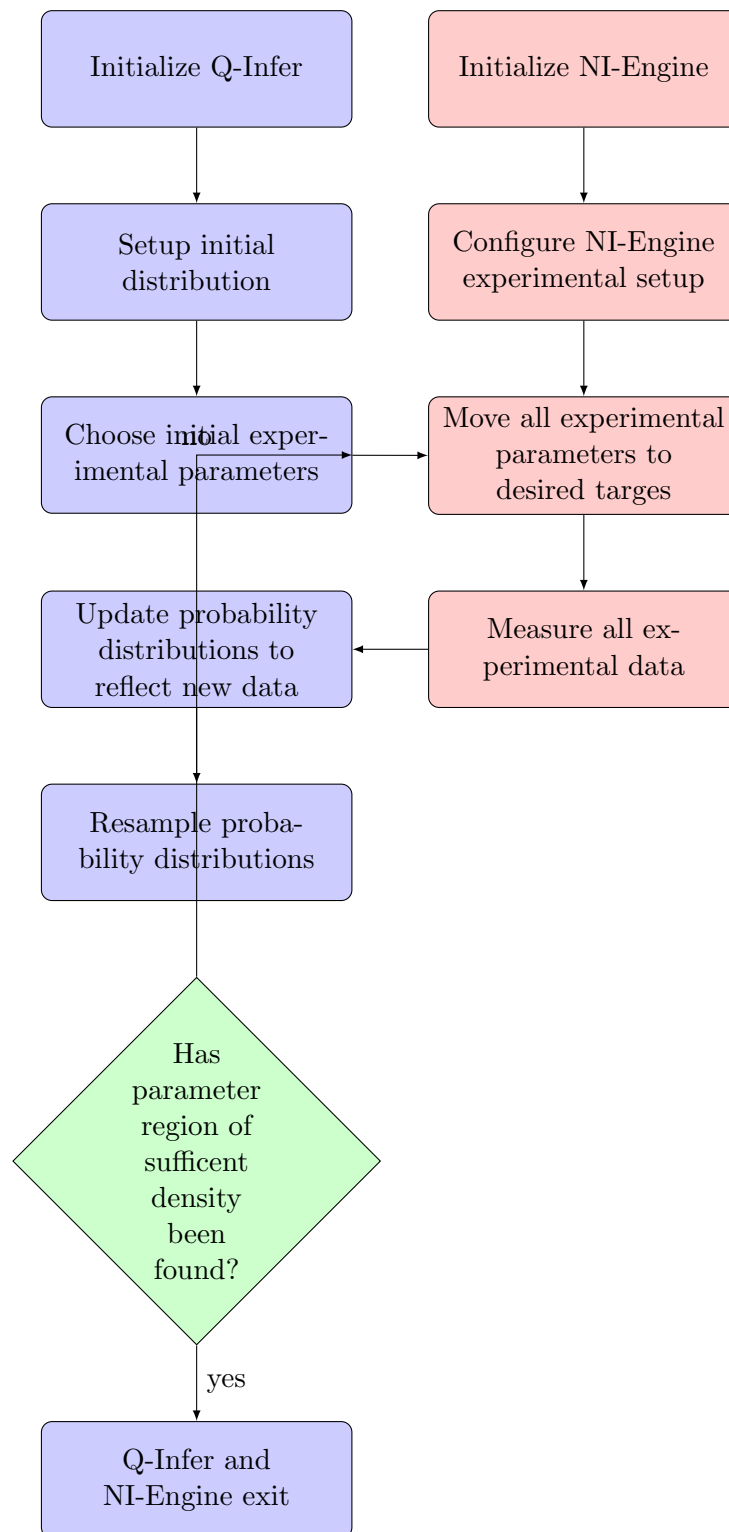 Initialize Q-Infer
Initialize NI-Engine
Setup initial
distribution
Configure NI-Engine
experimental setup
Choose initial exper-
imental parameters
no
Move all experimental
parameters to
desired targes
Update probability
distributions to
reflect new data
Measure all ex-
perimental data
Resample proba-
bility distributions
Has
parameter
region of
sufficent
density
been
found?
yes
Q-Infer and
NI-Engine exit